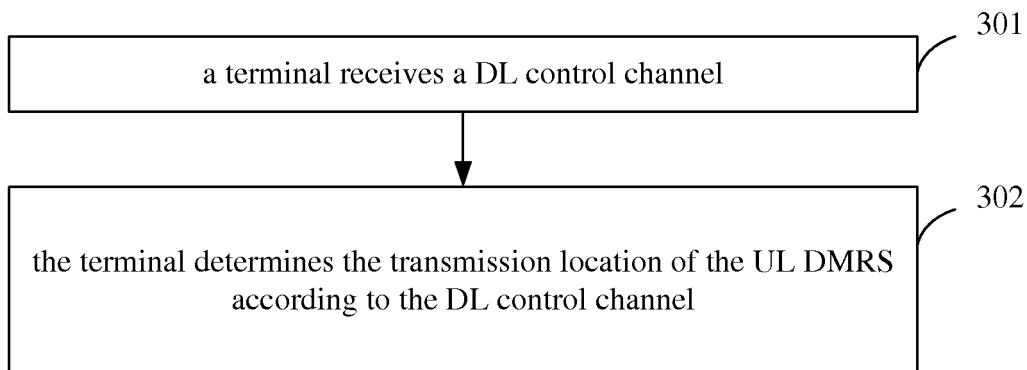 301
a terminal receives a DL control channel
302
the terminal determines the transmission location of the UL DMRS
according to the DL control channel